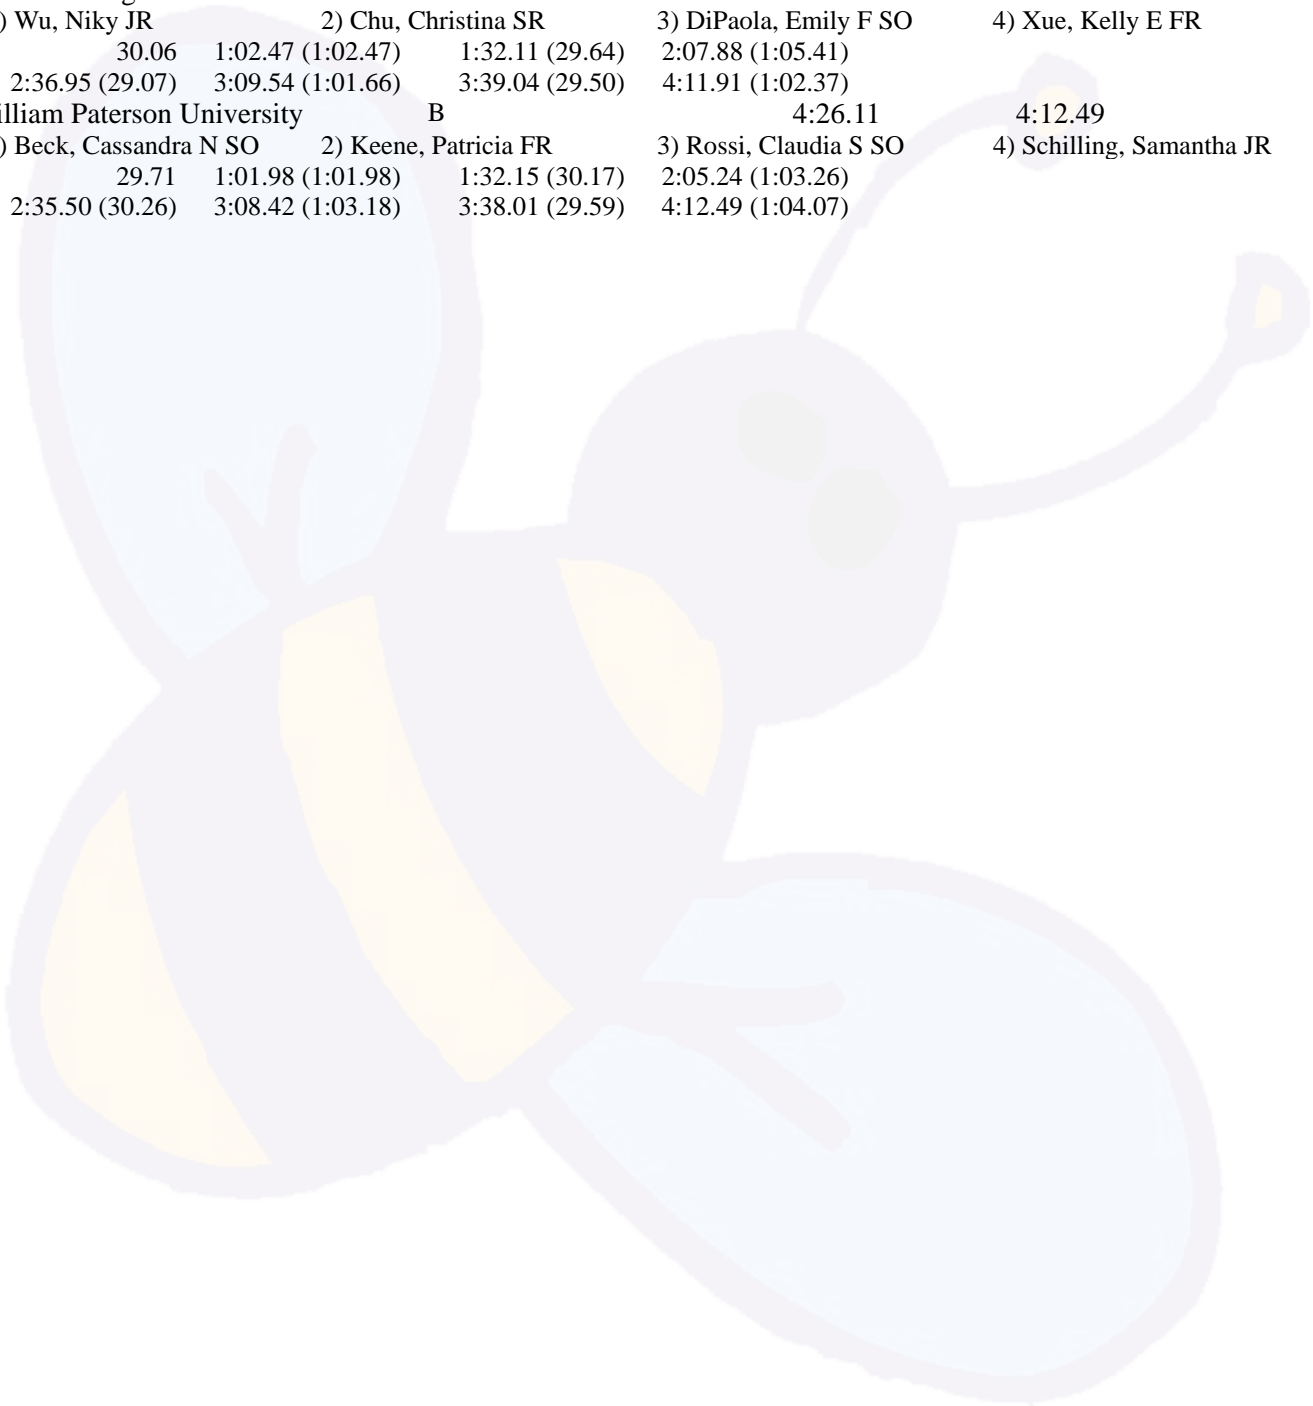 ) Wu, Niky JR 2) Chu, Christina SR 3) DiPaola, Emily F SO 4) Xue, Kelly E FR
30.06 1:02.47 (1:02.47) 1:32.11 (29.64) 2:07.88 (1:05.41)
2:36.95 (29.07) 3:09.54 (1:01.66) 3:39.04 (29.50) 4:11.91 (1:02.37)
illiam Paterson University B 4:26.11 4:12.49
) Beck, Cassandra N SO 2) Keene, Patricia FR 3) Rossi, Claudia S SO 4) Schilling, Samantha JR
29.71 1:01.98 (1:01.98) 1:32.15 (30.17) 2:05.24 (1:03.26)
2:35.50 (30.26) 3:08.42 (1:03.18) 3:38.01 (29.59) 4:12.49 (1:04.07)